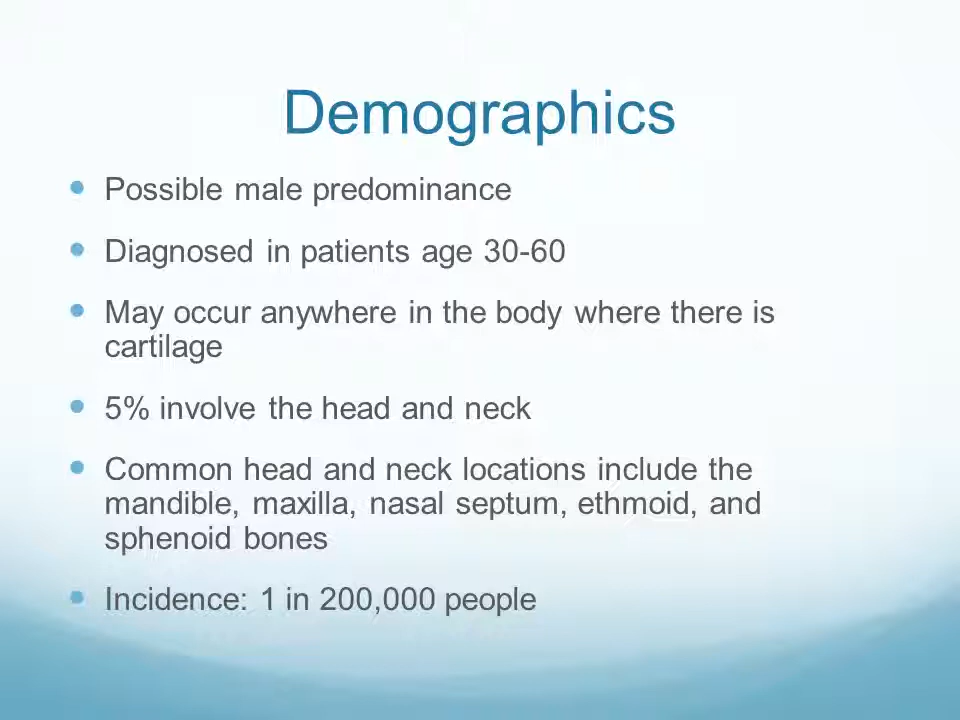 Demographics
Possible male predominance
Diagnosed in patients age 30-60
May occur anywhere in the body where there is
cartilage
5% involve the head and neck
Common head and neck locations include the
mandible, maxilla, nasal septum, ethmoid, and
sphenoid bones
Incidence: 1 in 200,000 people